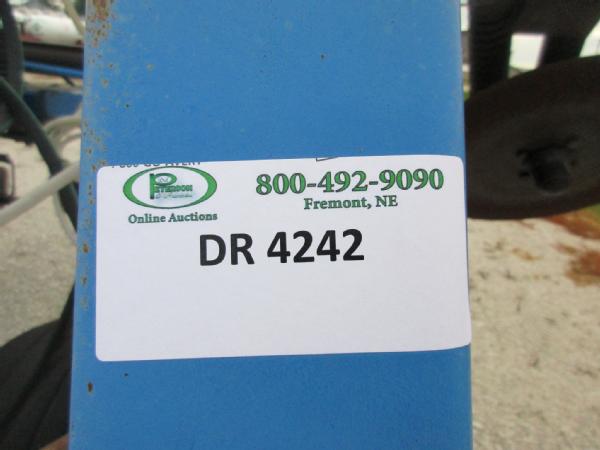 PETERSON
800-492-9090
Fremont, NE
Online Auctions
DR 4242